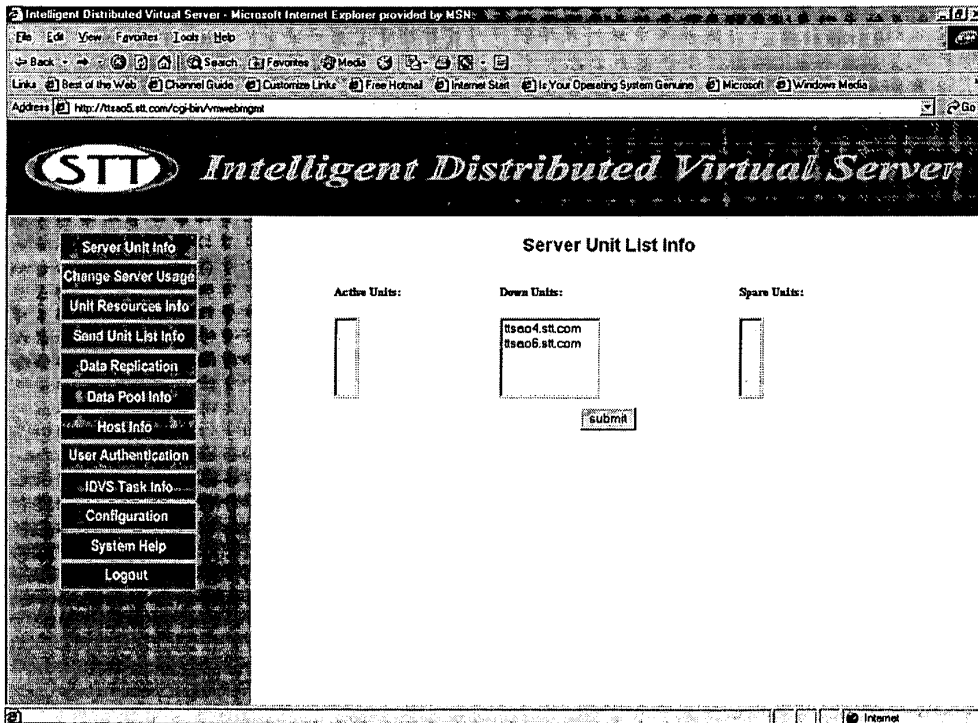 Intelligent Distributed Virtual Server - Microsoft Internet Explorer provided by MSN
File Edit View Favorites Tools Help
Back Search Favorites Media
Links Best of the Web Channel Guide Customize Links Free Hotmail Internet Start Is Your Operating System Genuine Microsoft Windows Media
Address http://ttsao5.stt.com/cgi-bin/vmwebmgmt Go
STT Intelligent Distributed Virtual Server
Server Unit Info
Change Server Usage
Unit Resources Info
Send Unit List Info
Data Replication
Data Pool Info
Host Info
User Authentication
IDVS Task Info
Configuration
System Help
Logout
Server Unit List Info
Active Units: Down Units: Spare Units:
ttsao4.stt.com
ttsao6.stt.com
submit
Internet